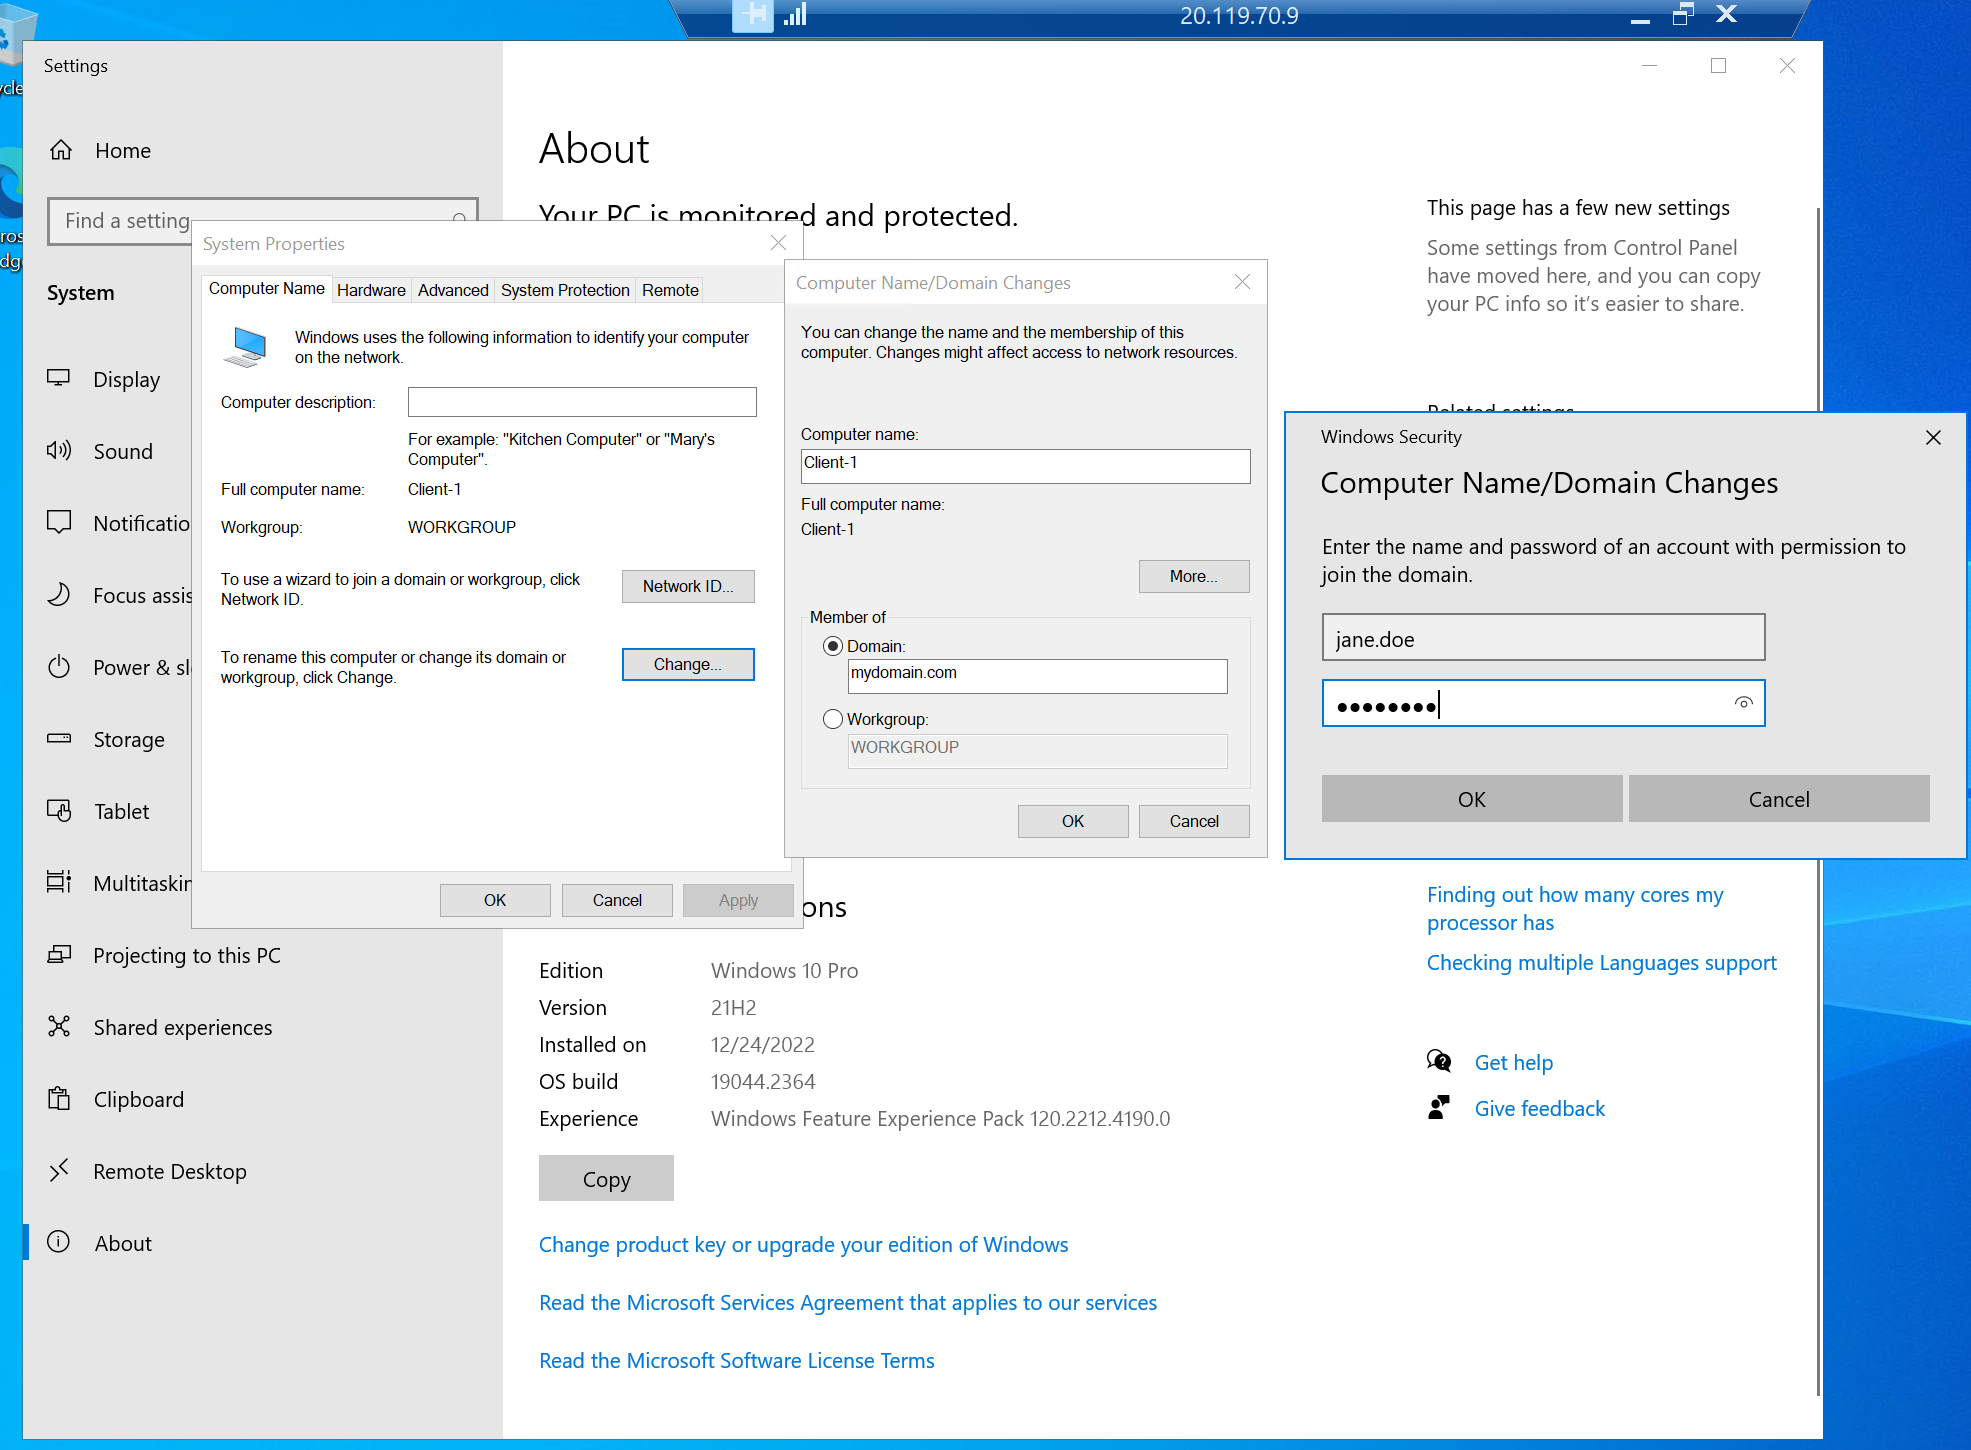 20.119.70.9
Settings
Home
Find a setting
System
Display
Sound
Notificatio
Focus assis
Power & sl
Storage
Tablet
Multitaskin
Projecting to this PC
Shared experiences
Clipboard
Remote Desktop
About
About
Your PC is monitored and protected.
This page has a few new settings
Some settings from Control Panel
have moved here, and you can copy
your PC info so it's easier to share.
Related settings
System Properties
Computer Name
Hardware
Advanced
System Protection
Remote
Windows uses the following information to identify your computer
on the network.
Computer description:
For example: "Kitchen Computer" or "Mary's
Computer".
Full computer name: Client-1
Workgroup: WORKGROUP
To use a wizard to join a domain or workgroup, click
Network ID.
Network ID...
To rename this computer or change its domain or
workgroup, click Change.
Change...
OK
Cancel
Apply
Computer Name/Domain Changes
You can change the name and the membership of this
computer. Changes might affect access to network resources.
Computer name:
Client-1
Full computer name:
Client-1
More...
Member of
Domain:
mydomain.com
Workgroup:
WORKGROUP
OK
Cancel
Windows Security
Computer Name/Domain Changes
Enter the name and password of an account with permission to
join the domain.
jane.doe
OK
Cancel
ons
Edition Windows 10 Pro
Version 21H2
Installed on 12/24/2022
OS build 19044.2364
Experience Windows Feature Experience Pack 120.2212.4190.0
Copy
Change product key or upgrade your edition of Windows
Read the Microsoft Services Agreement that applies to our services
Read the Microsoft Software License Terms
Finding out how many cores my
processor has
Checking multiple Languages support
Get help
Give feedback